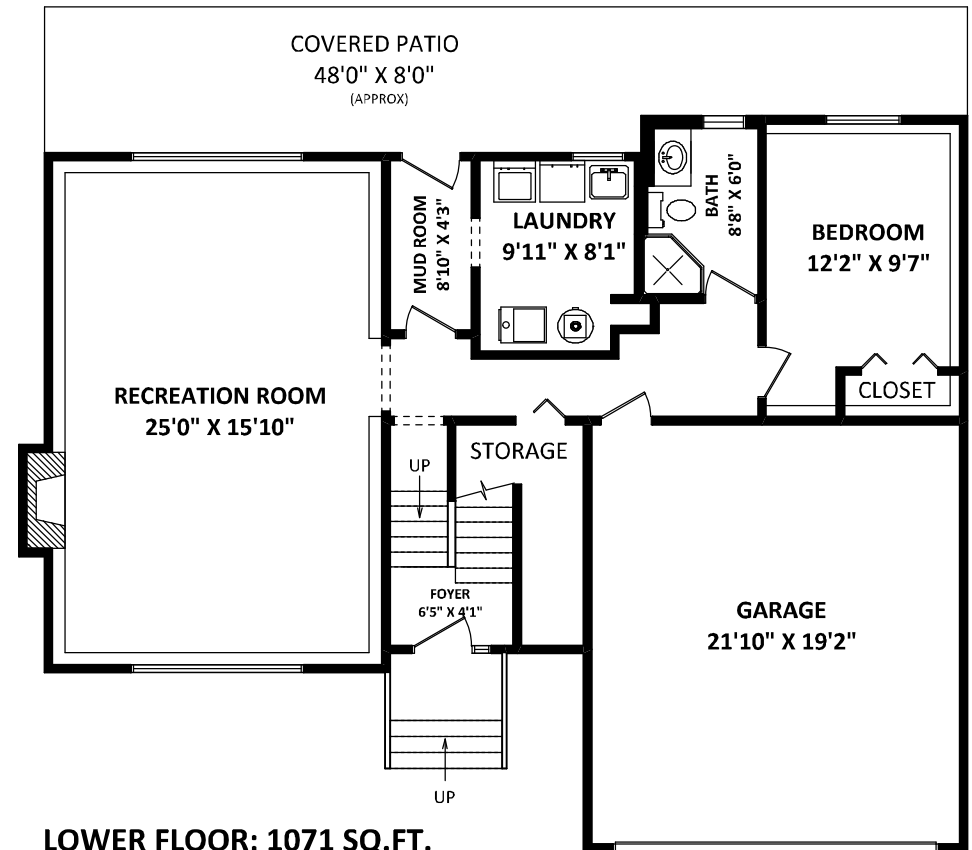 COVERED PATIO
48'0" X 8'0"
(APPROX)
MUD ROOM
8'10" X 4'3"
LAUNDRY
9'11" X 8'1"
BATH
8'8" X 6'0"
BEDROOM
12'2" X 9'7"
CLOSET
RECREATION ROOM
25'0" X 15'10"
UP
STORAGE
FOYER
6'5" X 4'1"
GARAGE
21'10" X 19'2"
UP
LOWER FLOOR: 1071 SQ.FT.